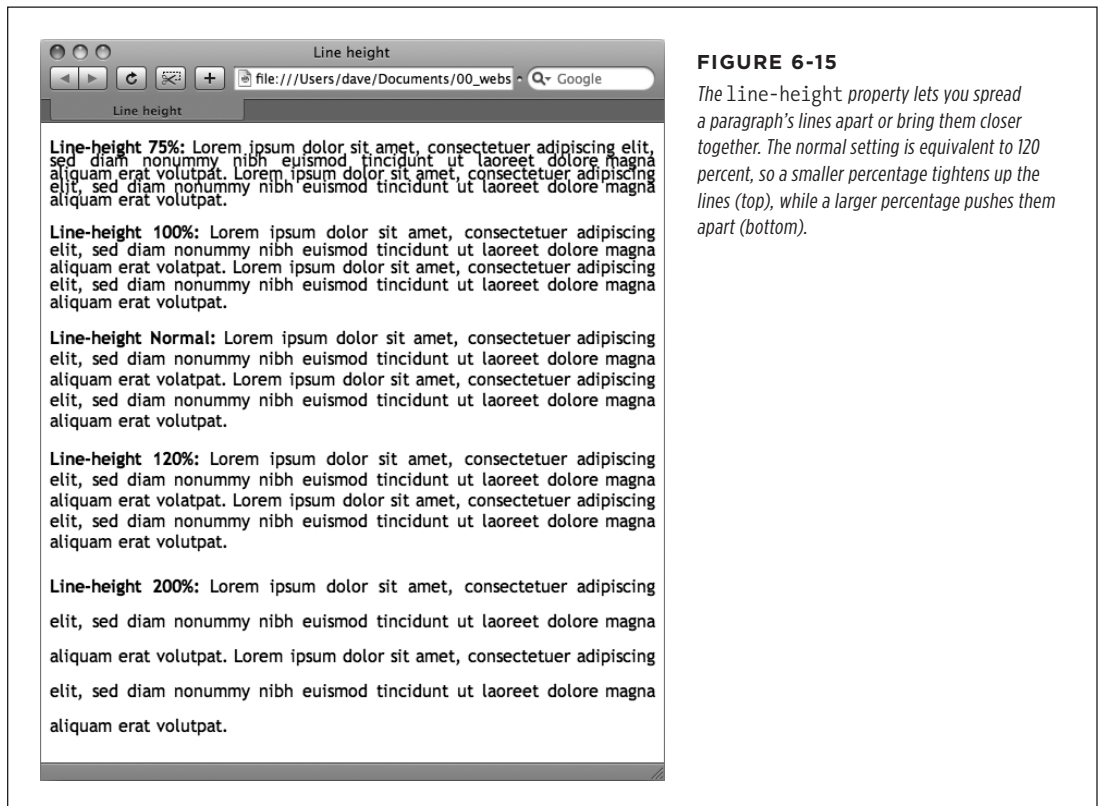 Line height
file:///Users/dave/Documents/00_webs
Google
Line height
Line-height 75%: Lorem ipsum dolor sit amet, consectetuer adipiscing elit,
sed diam nonummy nibh euismod tincidunt ut laoreet dolore magna
aliquam erat volutpat. Lorem ipsum dolor sit amet, consectetuer adipiscing
elit, sed diam nonummy nibh euismod tincidunt ut laoreet dolore magna
aliquam erat volutpat.
Line-height 100%: Lorem ipsum dolor sit amet, consectetuer adipiscing
elit, sed diam nonummy nibh euismod tincidunt ut laoreet dolore magna
aliquam erat volatpat. Lorem ipsum dolor sit amet, consectetuer adipiscing
elit, sed diam nonummy nibh euismod tincidunt ut laoreet dolore magna
aliquam erat volutpat.
Line-height Normal: Lorem ipsum dolor sit amet, consectetuer adipiscing
elit, sed diam nonummy nibh euismod tincidunt ut laoreet dolore magna
aliquam erat volatpat. Lorem ipsum dolor sit amet, consectetuer adipiscing
elit, sed diam nonummy nibh euismod tincidunt ut laoreet dolore magna
aliquam erat volutpat.
Line-height 120%: Lorem ipsum dolor sit amet, consectetuer adipiscing
elit, sed diam nonummy nibh euismod tincidunt ut laoreet dolore magna
aliquam erat volatpat. Lorem ipsum dolor sit amet, consectetuer adipiscing
elit, sed diam nonummy nibh euismod tincidunt ut laoreet dolore magna
aliquam erat volutpat.
Line-height 200%: Lorem ipsum dolor sit amet, consectetuer adipiscing
elit, sed diam nonummy nibh euismod tincidunt ut laoreet dolore magna
aliquam erat volutpat. Lorem ipsum dolor sit amet, consectetuer adipiscing
elit, sed diam nonummy nibh euismod tincidunt ut laoreet dolore magna
aliquam erat volutpat.
FIGURE 6-15
The line-height property lets you spread
a paragraph's lines apart or bring them closer
together. The normal setting is equivalent to 120
percent, so a smaller percentage tightens up the
lines (top), while a larger percentage pushes them
apart (bottom).